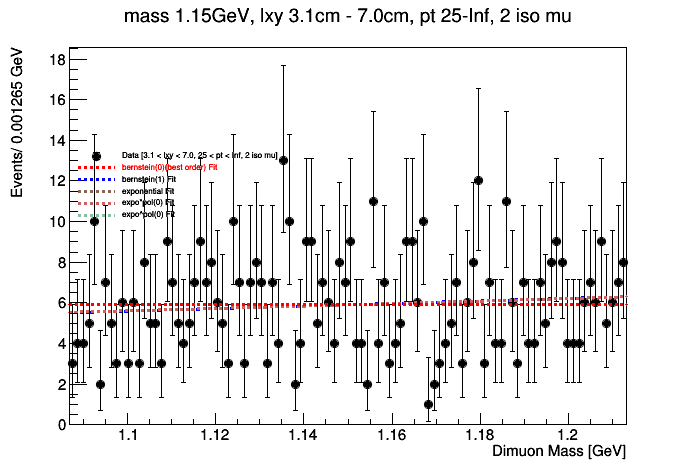 mass 1.15GeV, lxy 3.1cm - 7.0cm, pt 25-Inf, 2 iso mu
Events/ 0.001265 GeV
18
16
14
12
10
8
6
4
2
0
Data [3.1 < lxy < 7.0, 25 < pt < Inf, 2 iso mu]
bernstein(0)(best order) Fit
bernstein(1) Fit
exponential Fit
expo*pol(0) Fit
expo*pol(0) Fit
1.1 1.12 1.14 1.16 1.18 1.2
Dimuon Mass [GeV]